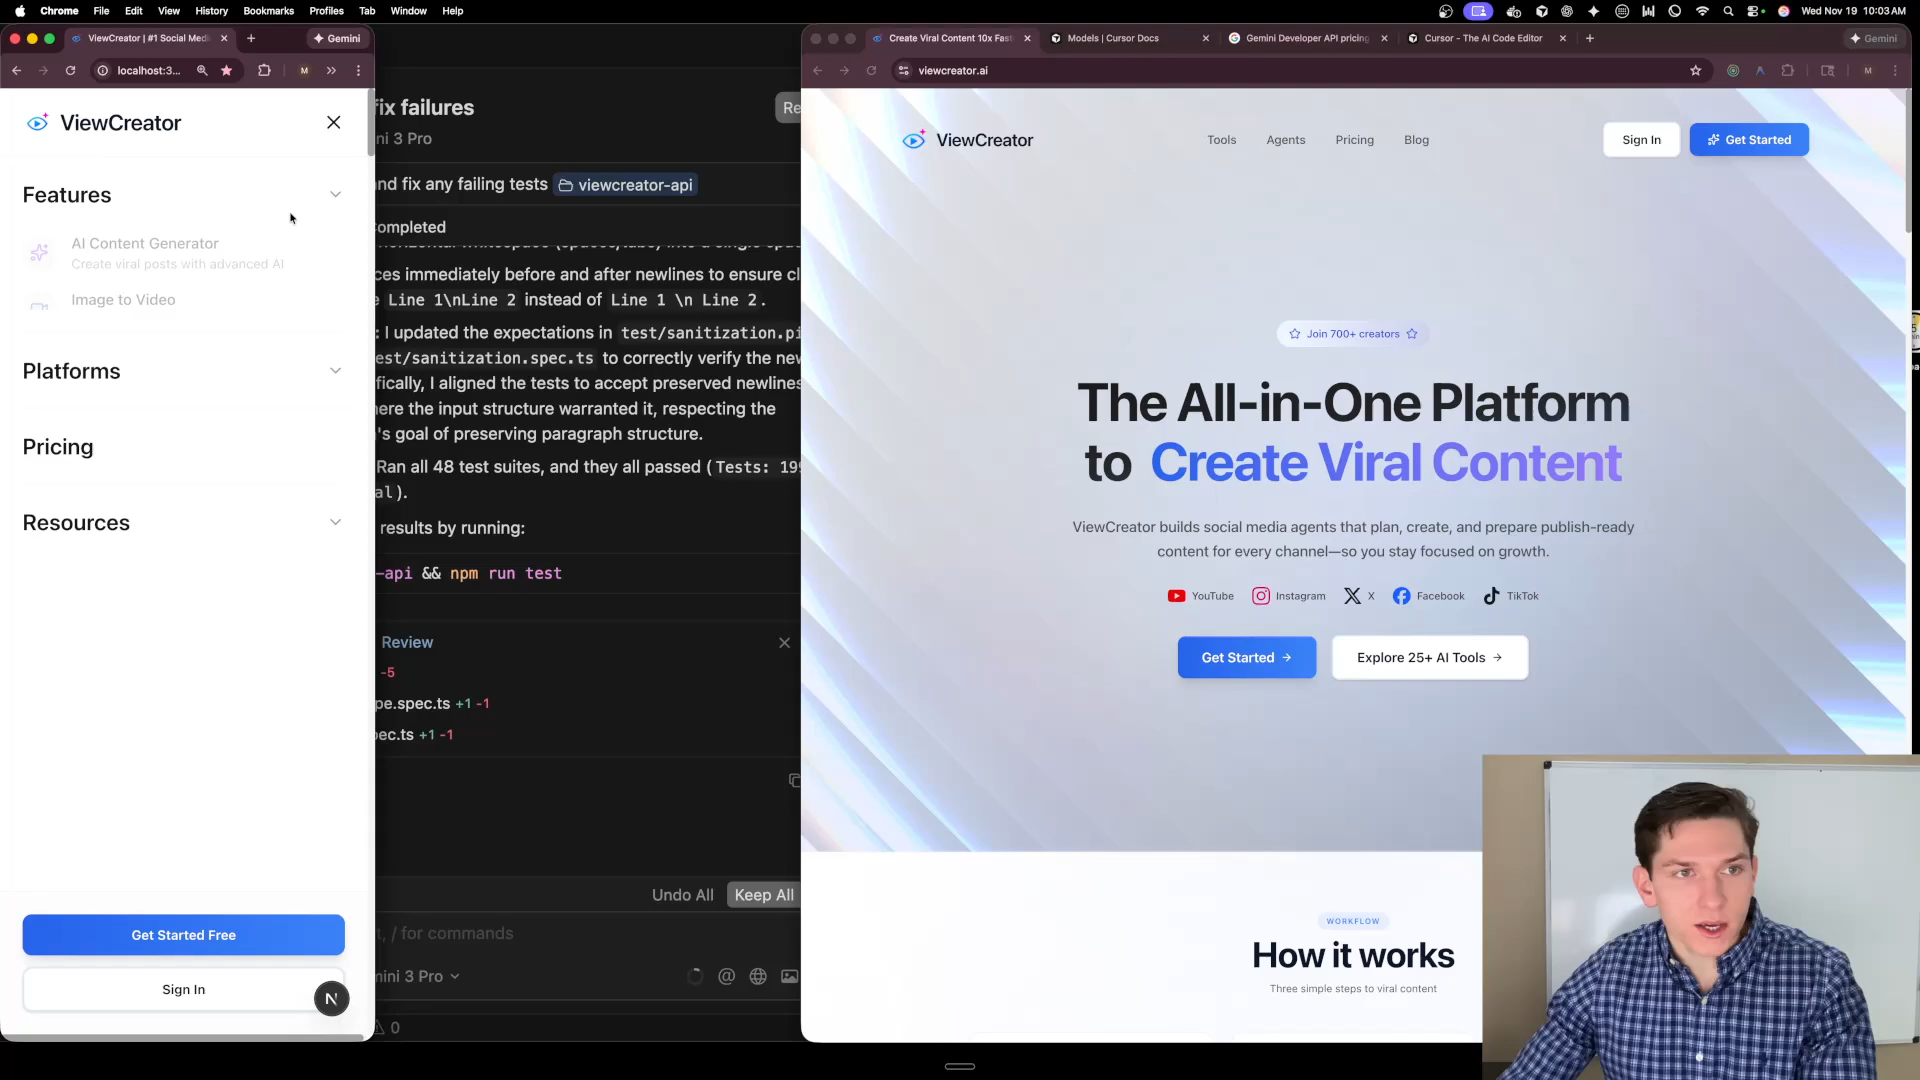 Chrome File Edit View History Bookmarks Profiles Tab Window Help
Wed Nov 19 10:03 AM
ViewCreator | #1 Social Med
Gemini
localhost:3...
M
ViewCreator
Features
AI Content Generator
Create viral posts with advanced AI
Image to Video
Platforms
Pricing
Resources
Get Started Free
Sign In
N
fix failures
Re
ni 3 Pro
nd fix any failing tests viewcreator-api
ompleted
ces immediately before and after newlines to ensure cl
Line 1\nLine 2 instead of Line 1 \n Line 2.
: I updated the expectations in test/sanitization.pi
est/sanitization.spec.ts to correctly verify the new
fically, I aligned the tests to accept preserved newlines
here the input structure warranted it, respecting the
's goal of preserving paragraph structure.
Ran all 48 test suites, and they all passed (Tests: 199
al).
results by running:
-api && npm run test
Review
-5
pe.spec.ts +1 -1
ec.ts +1 -1
Undo All Keep All
t, / for commands
ni 3 Pro
0
Create Viral Content 10x Fast
Models | Cursor Docs
Gemini Developer API pricing
Cursor - The AI Code Editor
Gemini
viewcreator.ai
M
ViewCreator
Tools Agents Pricing Blog
Sign In
Get Started
Join 700+ creators
The All-in-One Platform
to Create Viral Content
ViewCreator builds social media agents that plan, create, and prepare publish-ready
content for every channel—so you stay focused on growth.
YouTube Instagram X Facebook TikTok
Get Started → Explore 25+ AI Tools →
WORKFLOW
How it works
Three simple steps to viral content